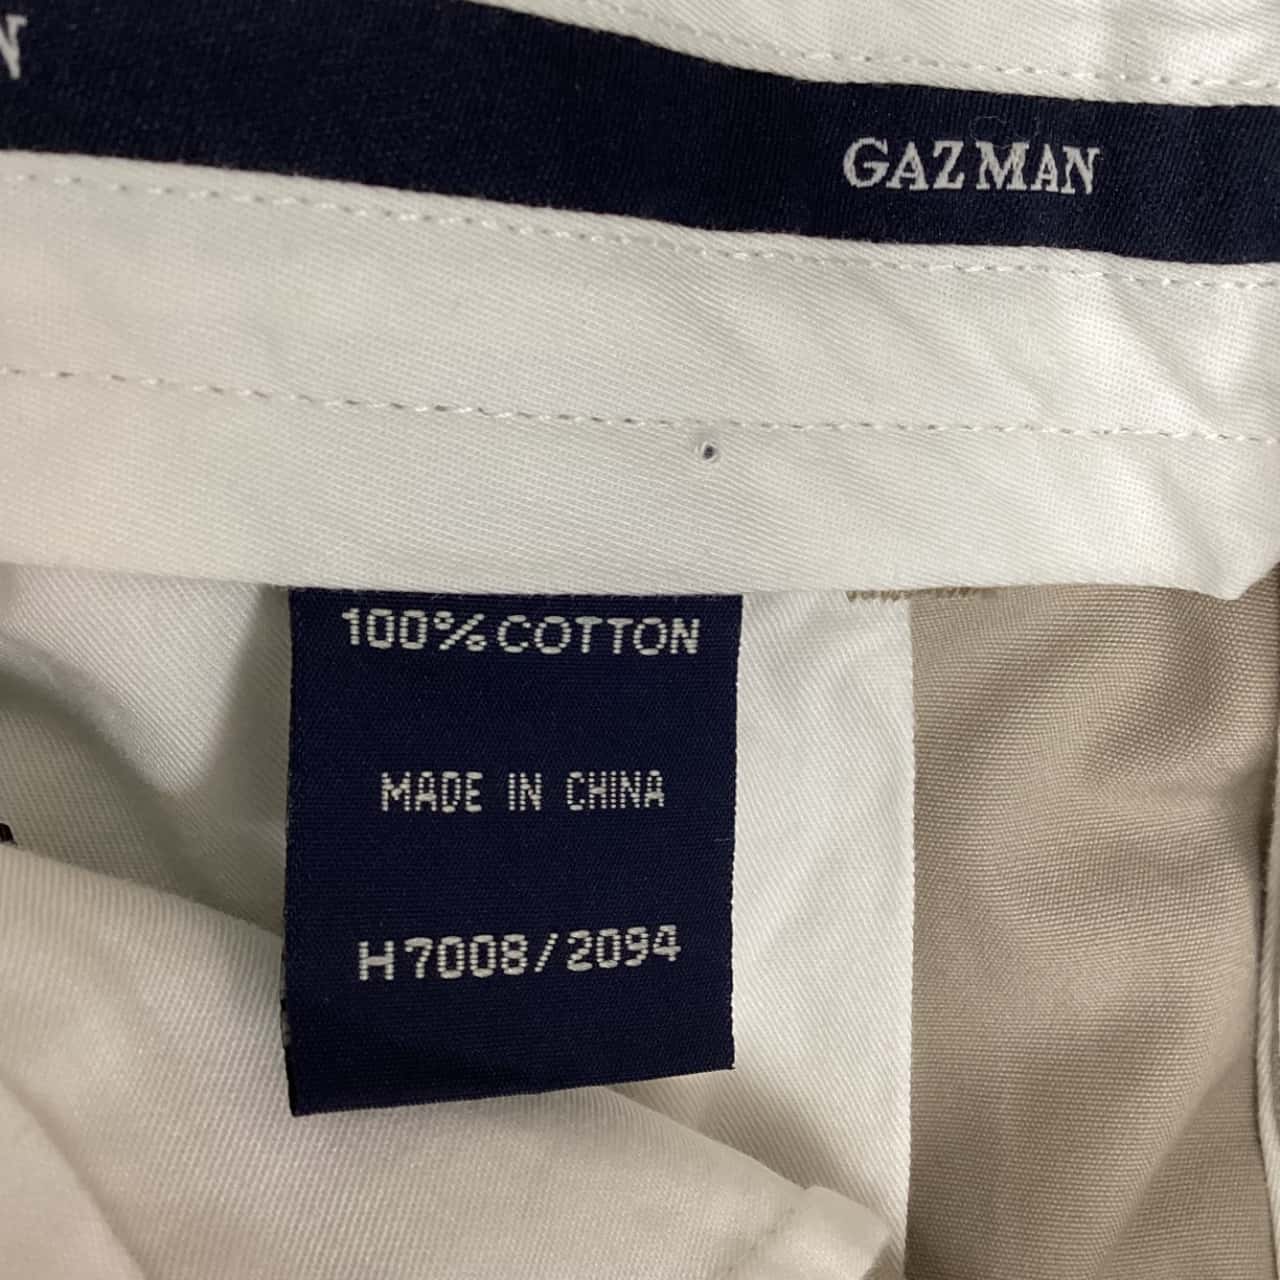 N
GAZMAN
100% COTTON
MADE IN CHINA
H7008/2094